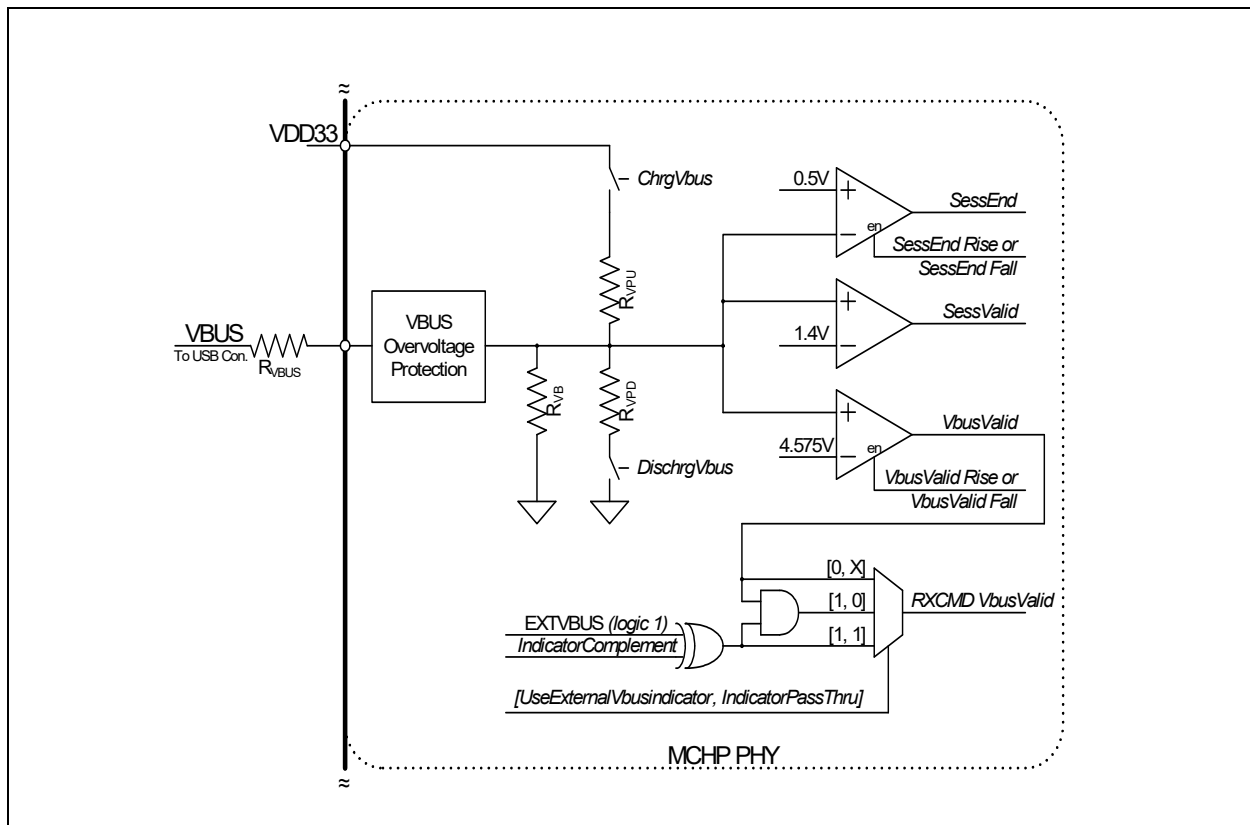 ≈
VDD33
ChrgVbus
0.5V
+
SessEnd
−
en
SessEnd Rise or
SessEnd Fall
RVPU
VBUS
To USB Con.
RVBUS
VBUS
Overvoltage
Protection
+
SessValid
1.4V
−
RVB
RVPD
+
VbusValid
4.575V
−
en
DischrgVbus
VbusValid Rise or
VbusValid Fall
[0, X]
[1, 0]
RXCMD VbusValid
EXTVBUS (logic 1)
IndicatorComplement
[1, 1]
[UseExternalVbusindicator, IndicatorPassThru]
MCHP PHY
≈